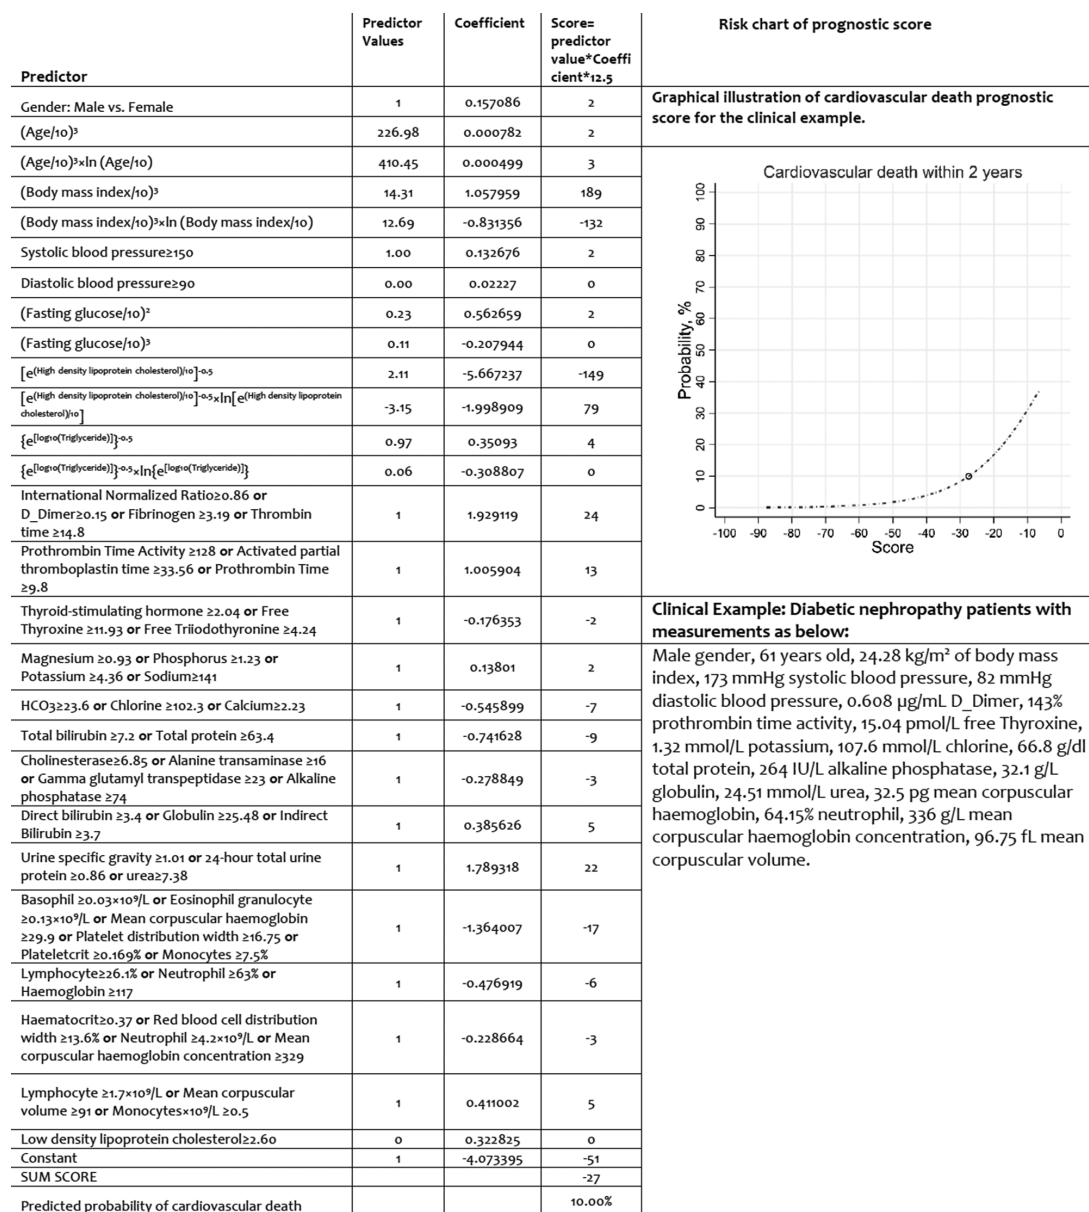 Predictor Coefficient Score= Risk chart of prognostic score
Values predictor
value*Coeffi
Predictor cient*12.5
Gender: Male vs. Female 1 0.157086 2
(Age/10)³ 226.98 0.000782 2
(Age/10)³×ln (Age/10) 410.45 0.000499 3
(Body mass index/10)³ 14.31 1.057959 189
(Body mass index/10)³×ln (Body mass index/10) 12.69 -0.831356 -132
Systolic blood pressure≥150 1.00 0.132676 2
Diastolic blood pressure≥90 0.00 0.02227 0
(Fasting glucose/10)² 0.23 0.562659 2
(Fasting glucose/10)³ 0.11 -0.207944 0
[e(High density lipoprotein cholesterol)/10]-0.5 2.11 -5.667237 -149
[e(High density lipoprotein cholesterol)/10]-0.5×ln[e(High density lipoprotein
cholesterol)/10] -3.15 -1.998909 79
{e[log10(Triglyceride)]}-0.5 0.97 0.35093 4
{e[log10(Triglyceride)]}-0.5×ln{e[log10(Triglyceride)]} 0.06 -0.308807 0
International Normalized Ratio≥0.86 or
D_Dimer≥0.15 or Fibrinogen ≥3.19 or Thrombin 1 1.929119 24
time ≥14.8
Prothrombin Time Activity ≥128 or Activated partial
thromboplastin time ≥33.56 or Prothrombin Time 1 1.005904 13
≥9.8
Thyroid-stimulating hormone ≥2.04 or Free
Thyroxine ≥11.93 or Free Triiodothyronine ≥4.24 1 -0.176353 -2
Magnesium ≥0.93 or Phosphorus ≥1.23 or
Potassium ≥4.36 or Sodium≥141 1 0.13801 2
HCO3≥23.6 or Chlorine ≥102.3 or Calcium≥2.23 1 -0.545899 -7
Total bilirubin ≥7.2 or Total protein ≥63.4 1 -0.741628 -9
Cholinesterase≥6.85 or Alanine transaminase ≥16
or Gamma glutamyl transpeptidase ≥23 or Alkaline 1 -0.278849 -3
phosphatase ≥74
Direct bilirubin ≥3.4 or Globulin ≥25.48 or Indirect
Bilirubin ≥3.7 1 0.385626 5
Urine specific gravity ≥1.01 or 24-hour total urine
protein ≥0.86 or urea≥7.38 1 1.789318 22
Basophil ≥0.03×10⁹/L or Eosinophil granulocyte
≥0.13×10⁹/L or Mean corpuscular haemoglobin
≥29.9 or Platelet distribution width ≥16.75 or 1 -1.364007 -17
Plateletcrit ≥0.169% or Monocytes ≥7.5%
Lymphocyte≥26.1% or Neutrophil ≥63% or
Haemoglobin ≥117 1 -0.476919 -6
Haematocrit≥0.37 or Red blood cell distribution
width ≥13.6% or Neutrophil ≥4.2×10⁹/L or Mean 1 -0.228664 -3
corpuscular haemoglobin concentration ≥329
Lymphocyte ≥1.7×10⁹/L or Mean corpuscular
volume ≥91 or Monocytes×10⁹/L ≥0.5 1 0.411002 5
Low density lipoprotein cholesterol≥2.60 0 0.322825 0
Constant 1 -4.073395 -51
SUM SCORE -27
Predicted probability of cardiovascular death 10.00%
Graphical illustration of cardiovascular death prognostic
score for the clinical example.
Cardiovascular death within 2 years
Probability, %
100
90
80
70
60
50
40
30
20
10
0
-100 -90 -80 -70 -60 -50 -40 -30 -20 -10 0
Score
Clinical Example: Diabetic nephropathy patients with
measurements as below:
Male gender, 61 years old, 24.28 kg/m² of body mass
index, 173 mmHg systolic blood pressure, 82 mmHg
diastolic blood pressure, 0.608 µg/mL D_Dimer, 143%
prothrombin time activity, 15.04 pmol/L free Thyroxine,
1.32 mmol/L potassium, 107.6 mmol/L chlorine, 66.8 g/dl
total protein, 264 IU/L alkaline phosphatase, 32.1 g/L
globulin, 24.51 mmol/L urea, 32.5 pg mean corpuscular
haemoglobin, 64.15% neutrophil, 336 g/L mean
corpuscular haemoglobin concentration, 96.75 fL mean
corpuscular volume.